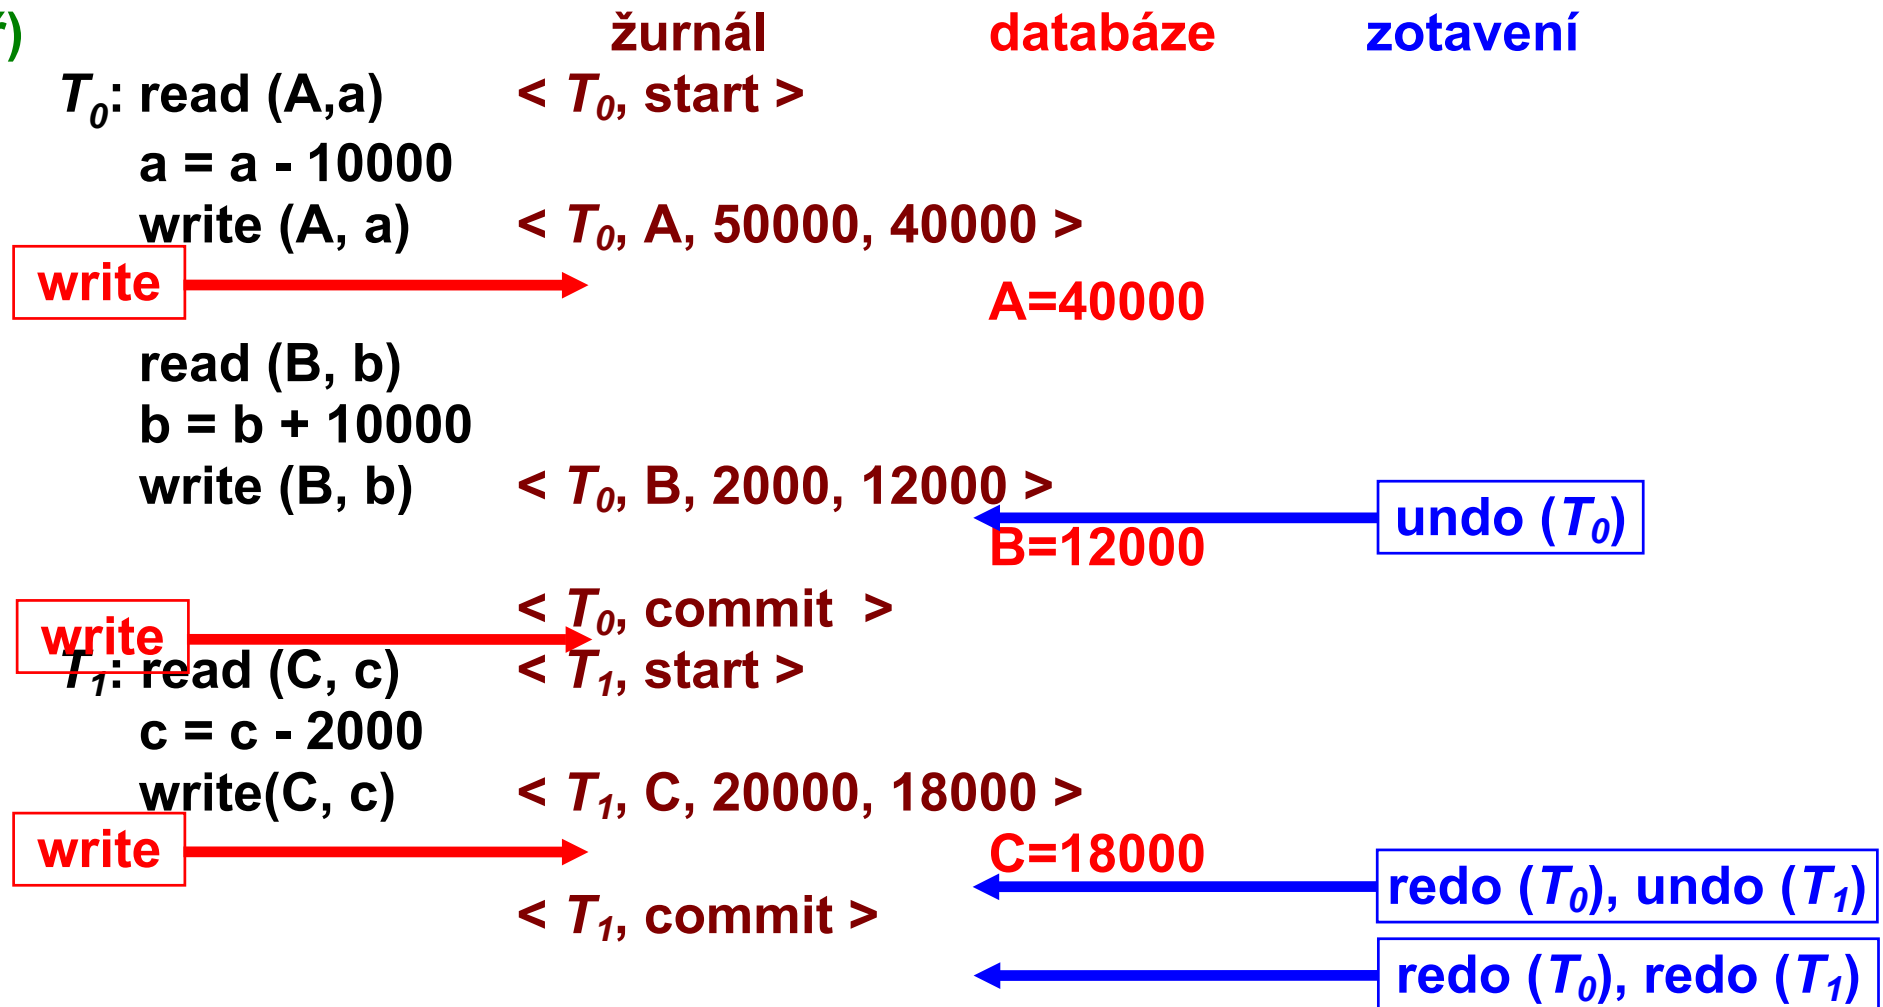 ř) žurnál databáze zotavení
T0: read (A,a) < T0, start >
a = a - 10000
write (A, a) < T0, A, 50000, 40000 >
write A=40000
read (B, b)
b = b + 10000
write (B, b) < T0, B, 2000, 12000 >
undo (T0)
B=12000
< T0, commit >
write
T1: read (C, c) < T1, start >
c = c - 2000
write(C, c) < T1, C, 20000, 18000 >
write C=18000
redo (T0), undo (T1)
< T1, commit >
redo (T0), redo (T1)